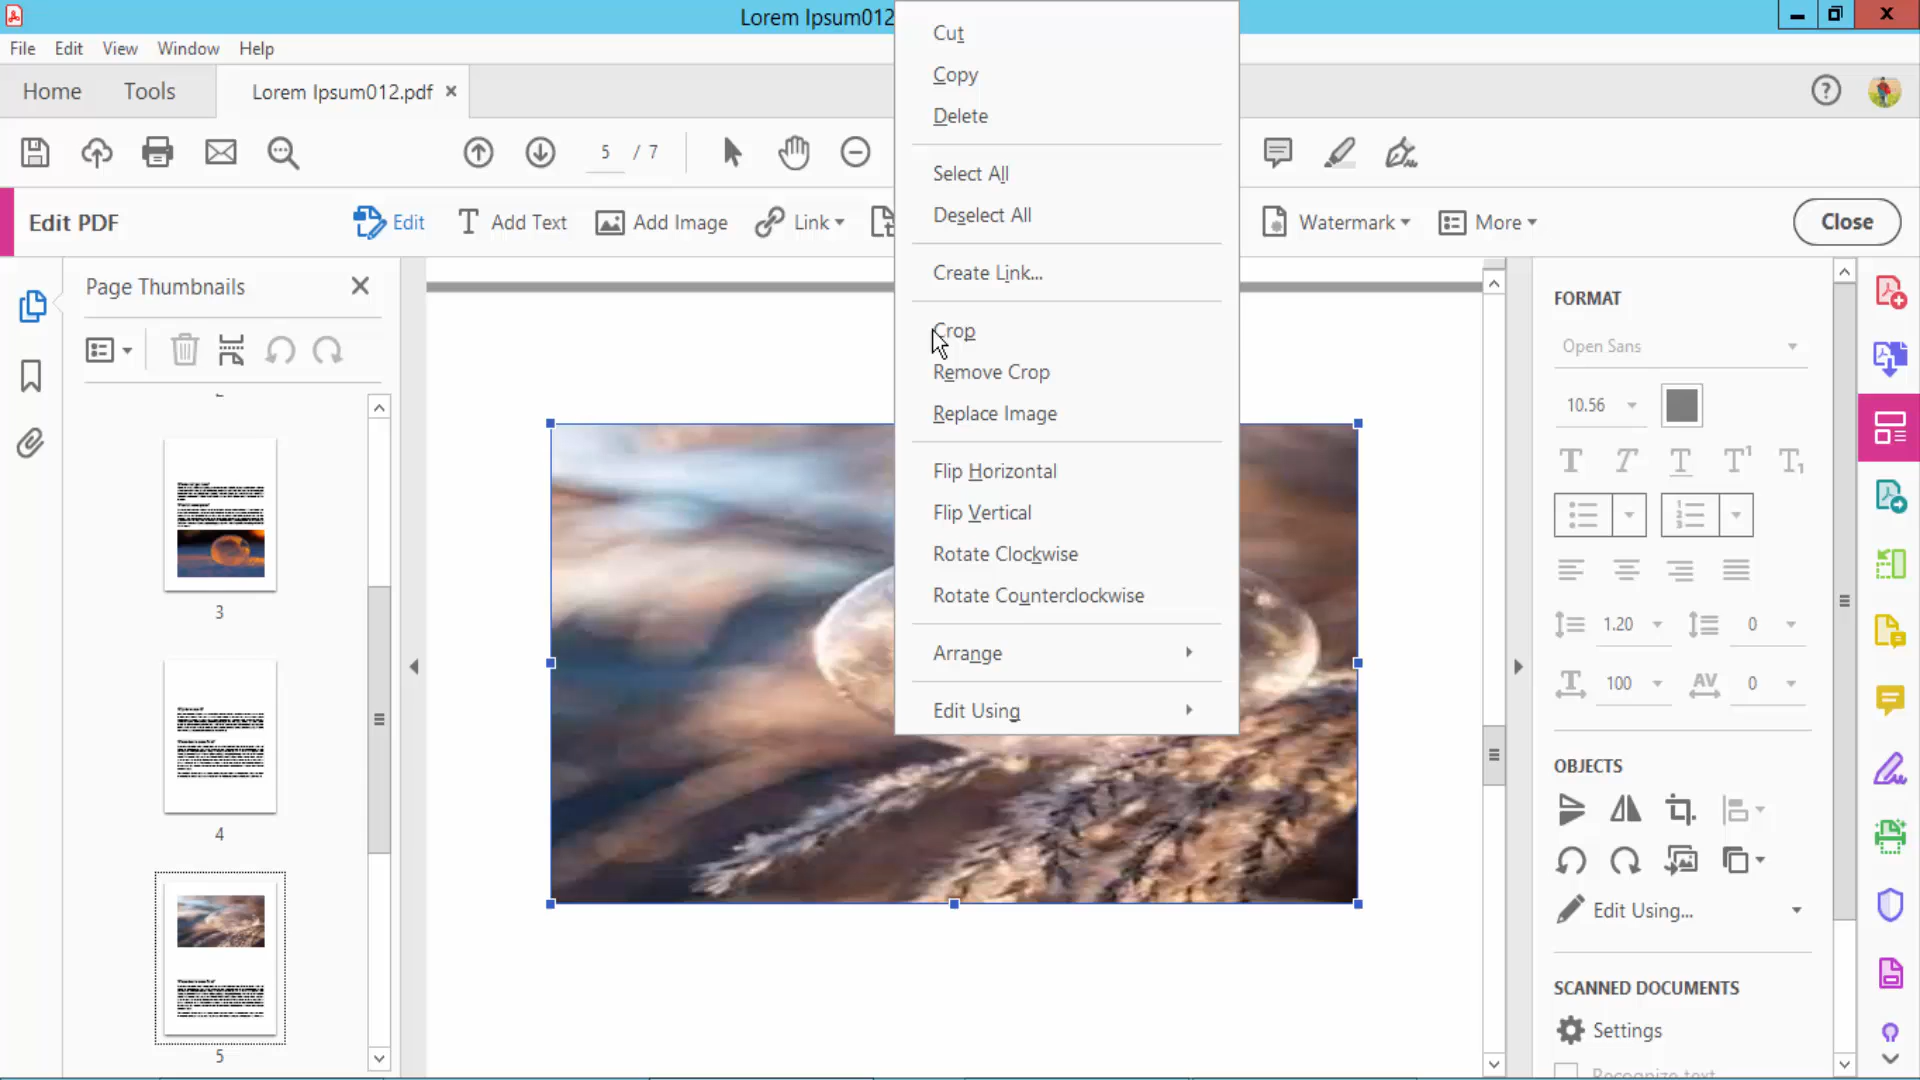 Lorem Ipsum012
File Edit View Window Help
Home Tools Lorem Ipsum012.pdf
5 / 7
Edit PDF Edit Add Text Add Image Link Watermark More Close
Page Thumbnails
3
4
5
Cut
Copy
Delete
Select All
Deselect All
Create Link...
Crop
Remove Crop
Replace Image
Flip Horizontal
Flip Vertical
Rotate Clockwise
Rotate Counterclockwise
Arrange
Edit Using
FORMAT
Open Sans
10.56
1.20 0
100 AV 0
OBJECTS
Edit Using...
SCANNED DOCUMENTS
Settings
Recognize text